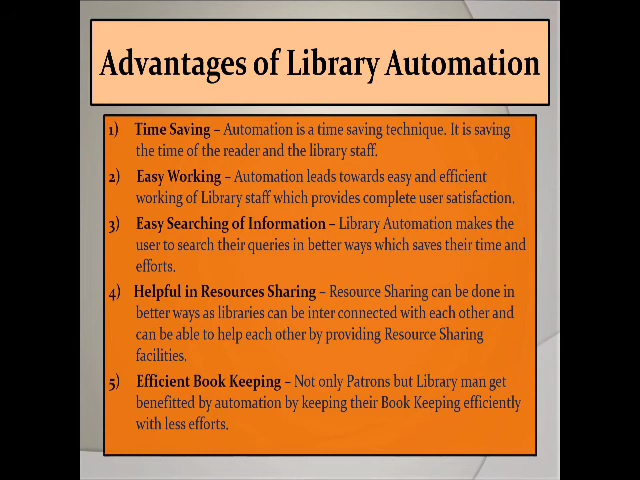 Advantages of Library Automation
1) Time Saving – Automation is a time saving technique. It is saving
the time of the reader and the library staff.
2) Easy Working – Automation leads towards easy and efficient
working of Library staff which provides complete user satisfaction.
3) Easy Searching of Information – Library Automation makes the
user to search their queries in better ways which saves their time and
efforts.
4) Helpful in Resources Sharing – Resource Sharing can be done in
better ways as libraries can be inter connected with each other and
can be able to help each other by providing Resource Sharing
facilities.
5) Efficient Book Keeping – Not only Patrons but Library man get
benefitted by automation by keeping their Book Keeping efficiently
with less efforts.